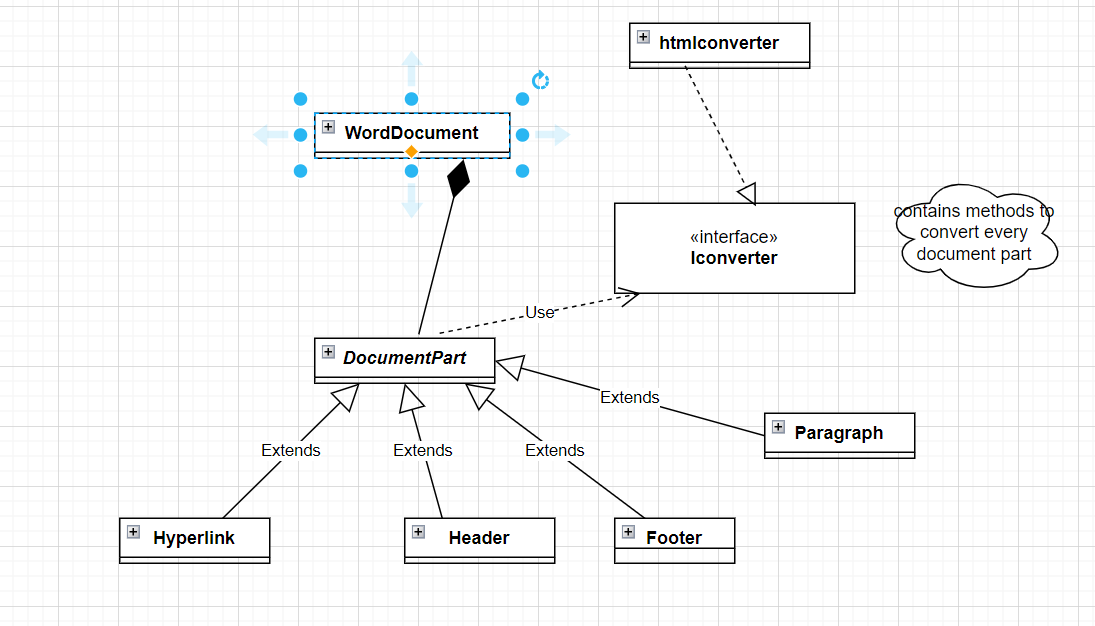 htmlconverter
WordDocument
contains methods to
convert every
document part
«interface»
Iconverter
Use
DocumentPart
Extends
Paragraph
Extends
Extends
Extends
Hyperlink
Header
Footer